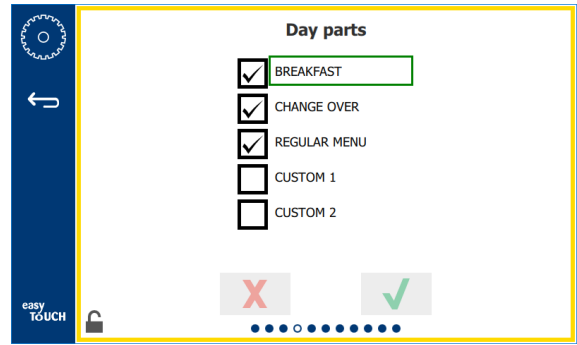 Day parts
BREAKFAST
CHANGE OVER
REGULAR MENU
CUSTOM 1
CUSTOM 2
X
easy
TOUCH